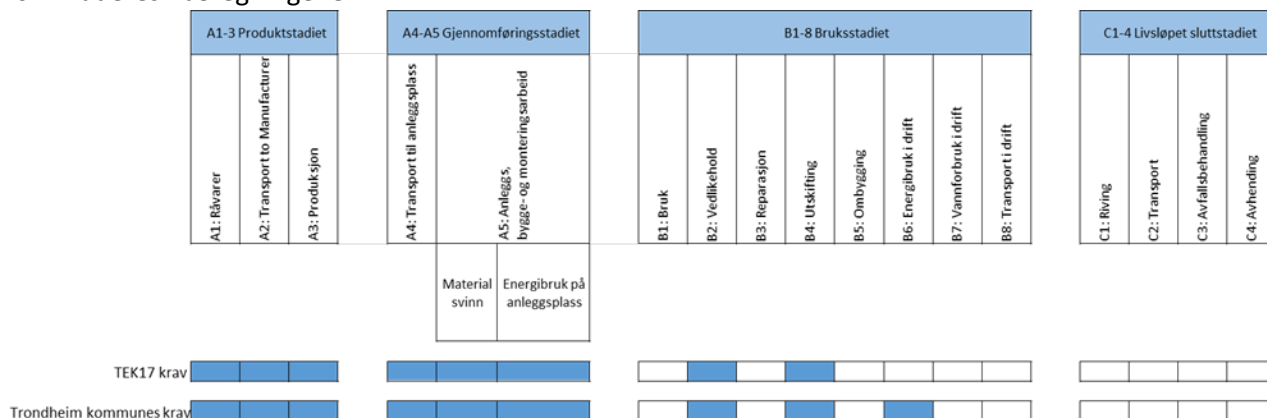 A1-3 Produktstadiet
A4-A5 Gjennomføringsstadiet
B1-8 Bruksstadiet
C1-4 Livsløpet sluttstadiet
A1: Råvarer
A2: Transport to Manufacturer
A3: Produksjon
A4: Transport til anleggsplass
A5: Anleggs,
bygge- og monteringsarbeid
B1: Bruk
B2: Vedlikehold
B3: Reparasjon
B4: Utskifting
B5: Ombygging
B6: Energibruk i drift
B7: Vannforbruk i drift
B8: Transport i drift
C1: Riving
C2: Transport
C3: Avfallsbehandling
C4: Avhending
Material
svinn
Energibruk på
anleggsplass
TEK17 krav
Trondheim kommunes krav